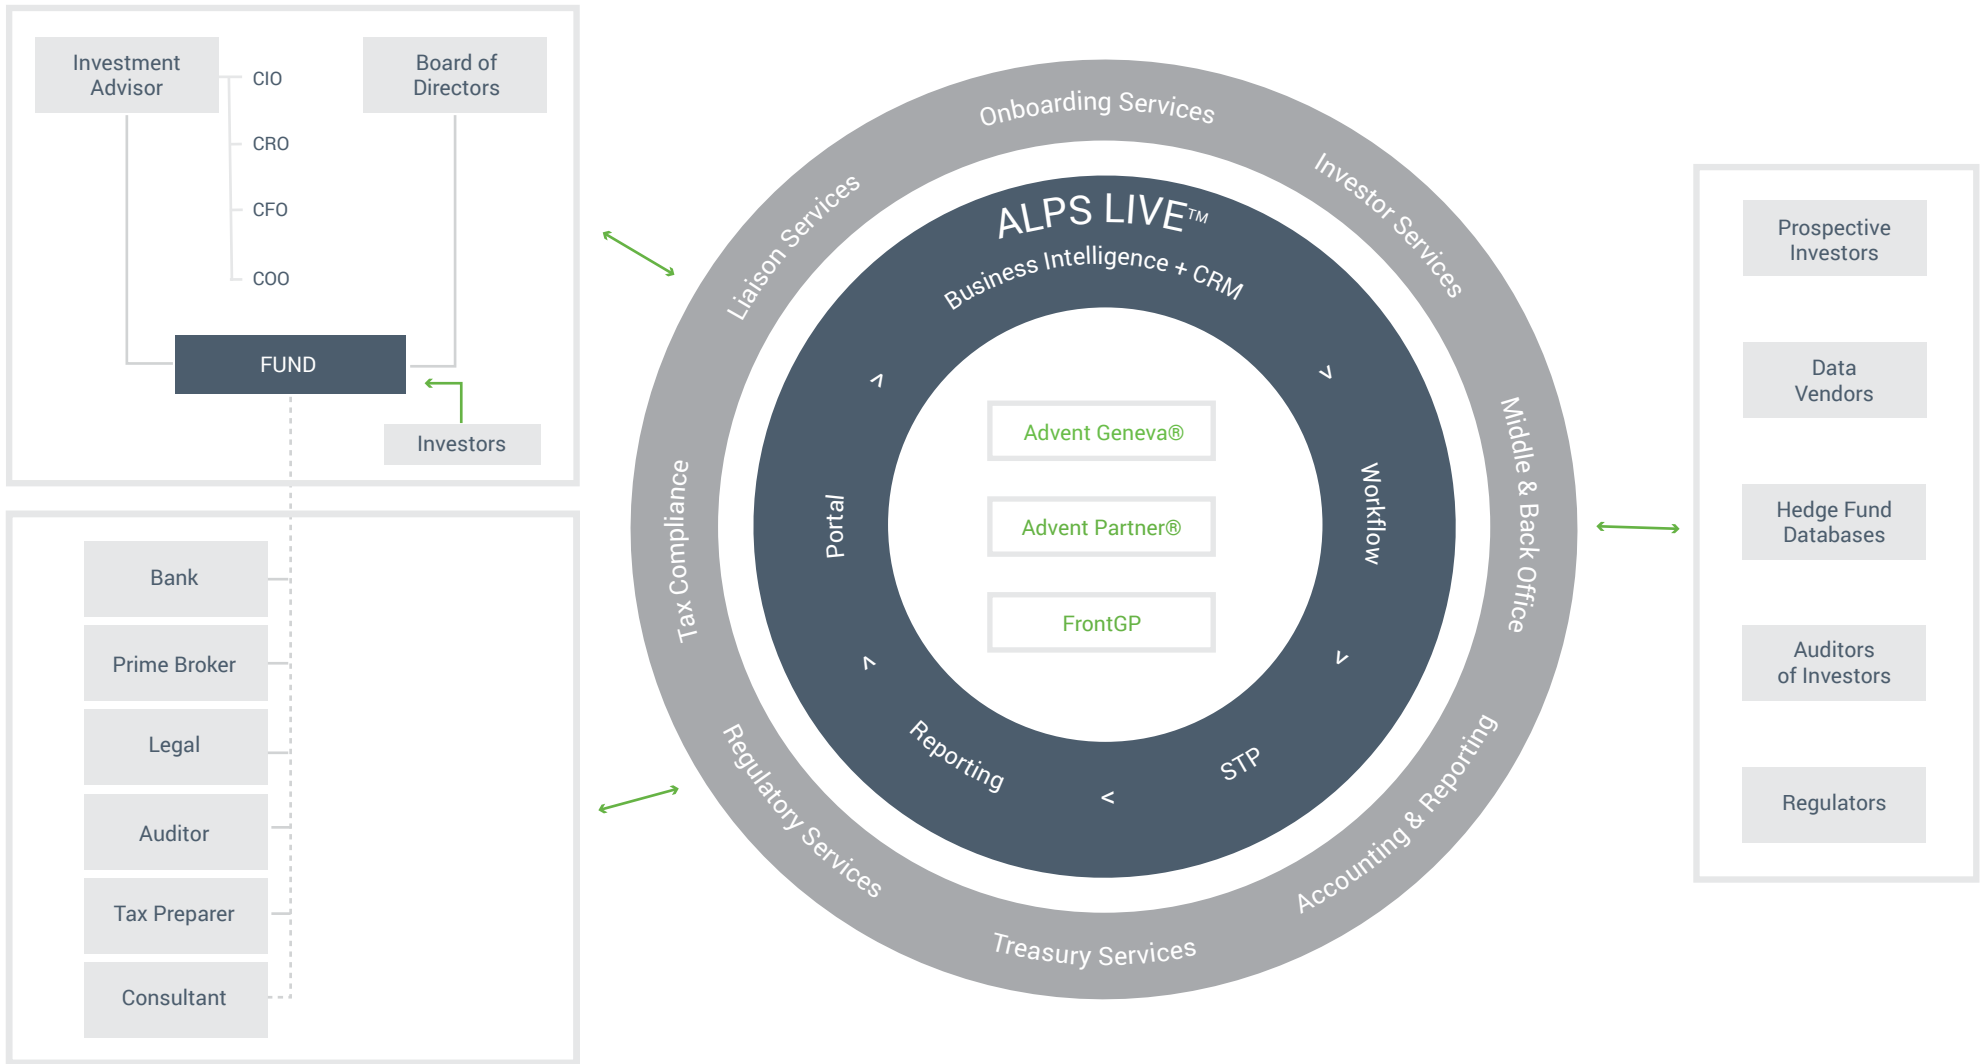 Investment
Advisor
CIO
CRO
CFO
COO
Board of
Directors
FUND
Investors
Bank
Prime Broker
Legal
Auditor
Tax Preparer
Consultant
Onboarding Services
Investor Services
Middle & Back Office
Accounting & Reporting
Treasury Services
Regulatory Services
Tax Compliance
Liaison Services
ALPS LIVE™
Business Intelligence + CRM
>
Workflow
>
STP
<
Reporting
<
Portal
<
Advent Geneva®
Advent Partner®
FrontGP
Prospective
Investors
Data
Vendors
Hedge Fund
Databases
Auditors
of Investors
Regulators